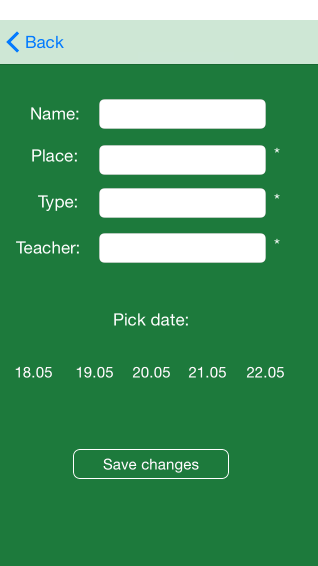 Back
Name:
Place: *
Type: *
Teacher: *
Pick date:
18.05 19.05 20.05 21.05 22.05
Save changes